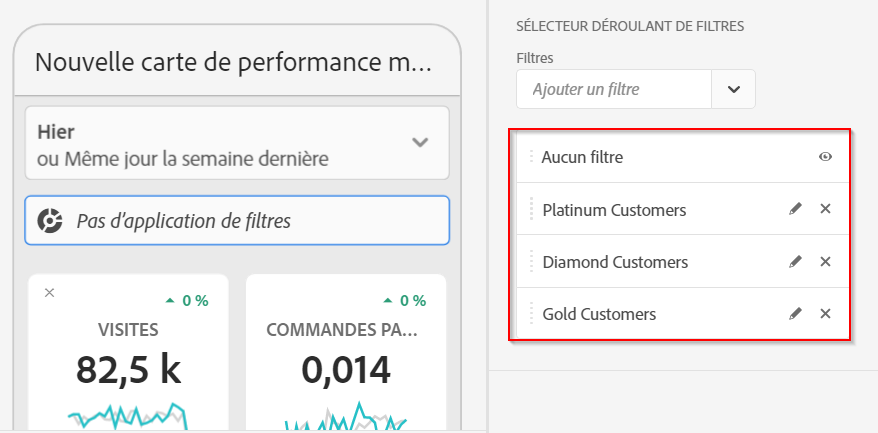 Nouvelle carte de performance m...
Hier
ou Même jour la semaine dernière
Pas d'application de filtres
0 %
VISITES
82,5 k
0 %
COMMANDES PA...
0,014
SÉLECTEUR DÉROULANT DE FILTRES
Filtres
Ajouter un filtre
Aucun filtre
Platinum Customers
Diamond Customers
Gold Customers